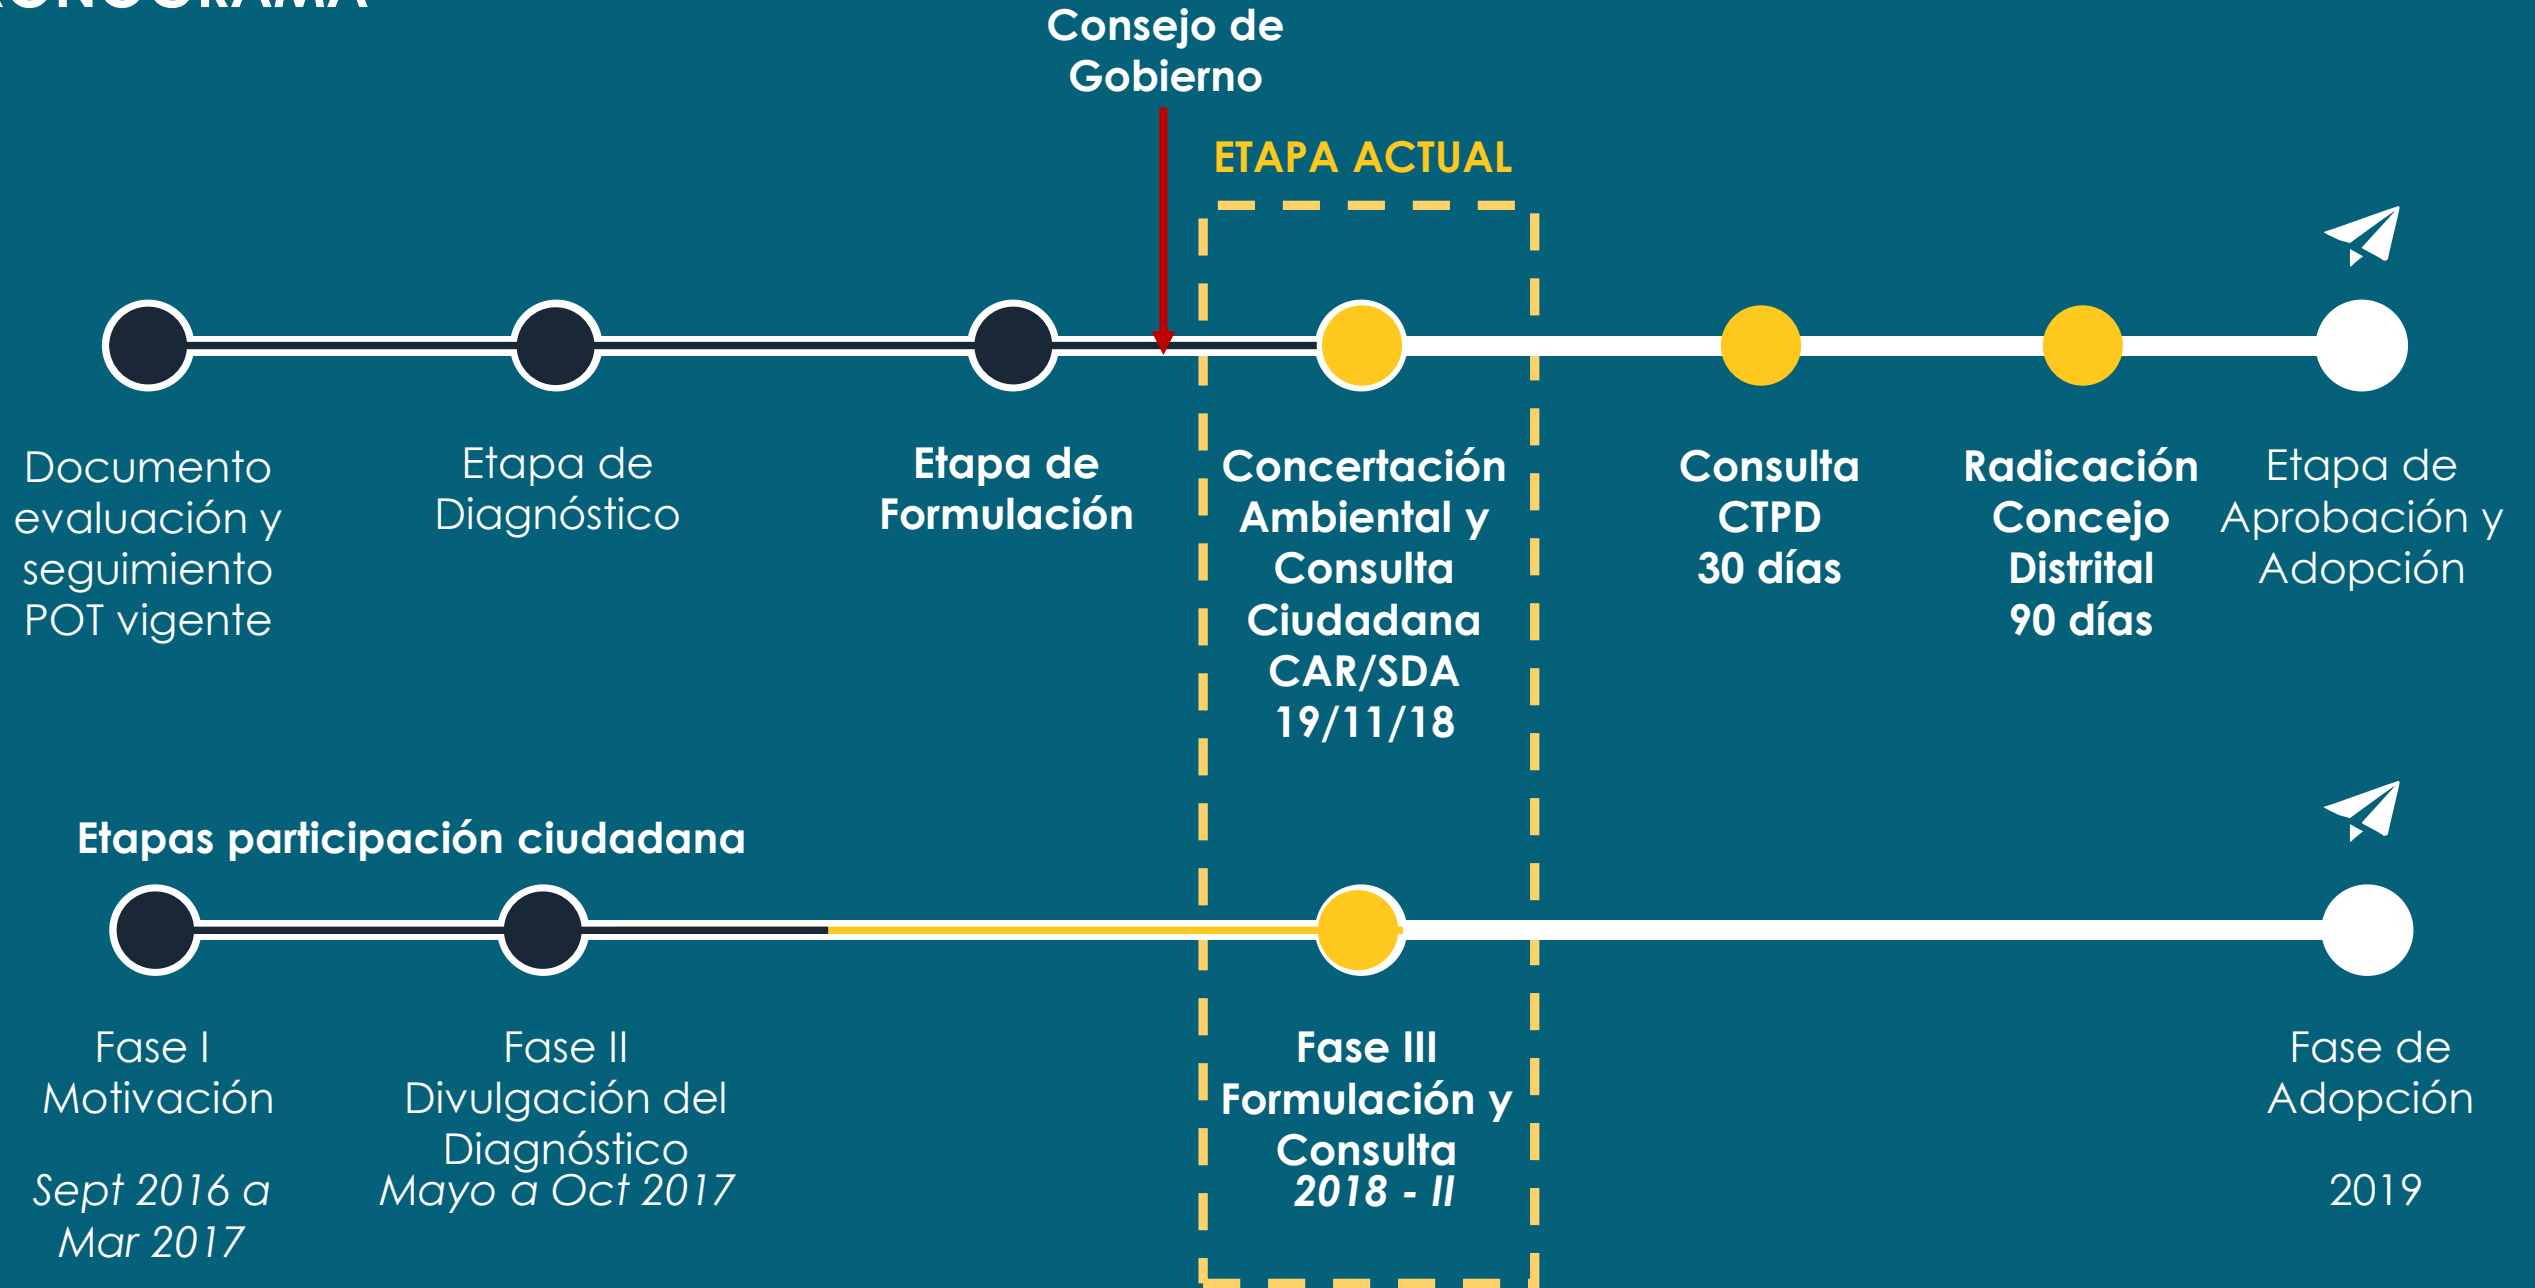 Consejo de
Gobierno
ETAPA ACTUAL
Documento
evaluación y
seguimiento
POT vigente
Etapa de
Diagnóstico
Etapa de
Formulación
Concertación
Ambiental y
Consulta
Ciudadana
CAR/SDA
19/11/18
Consulta
CTPD
30 días
Radicación
Concejo
Distrital
90 días
Etapa de
Aprobación y
Adopción
Etapas participación ciudadana
Fase I
Motivación
Sept 2016 a
Mar 2017
Fase II
Divulgación del
Diagnóstico
Mayo a Oct 2017
Fase III
Formulación y
Consulta
2018 - II
Fase de
Adopción
2019